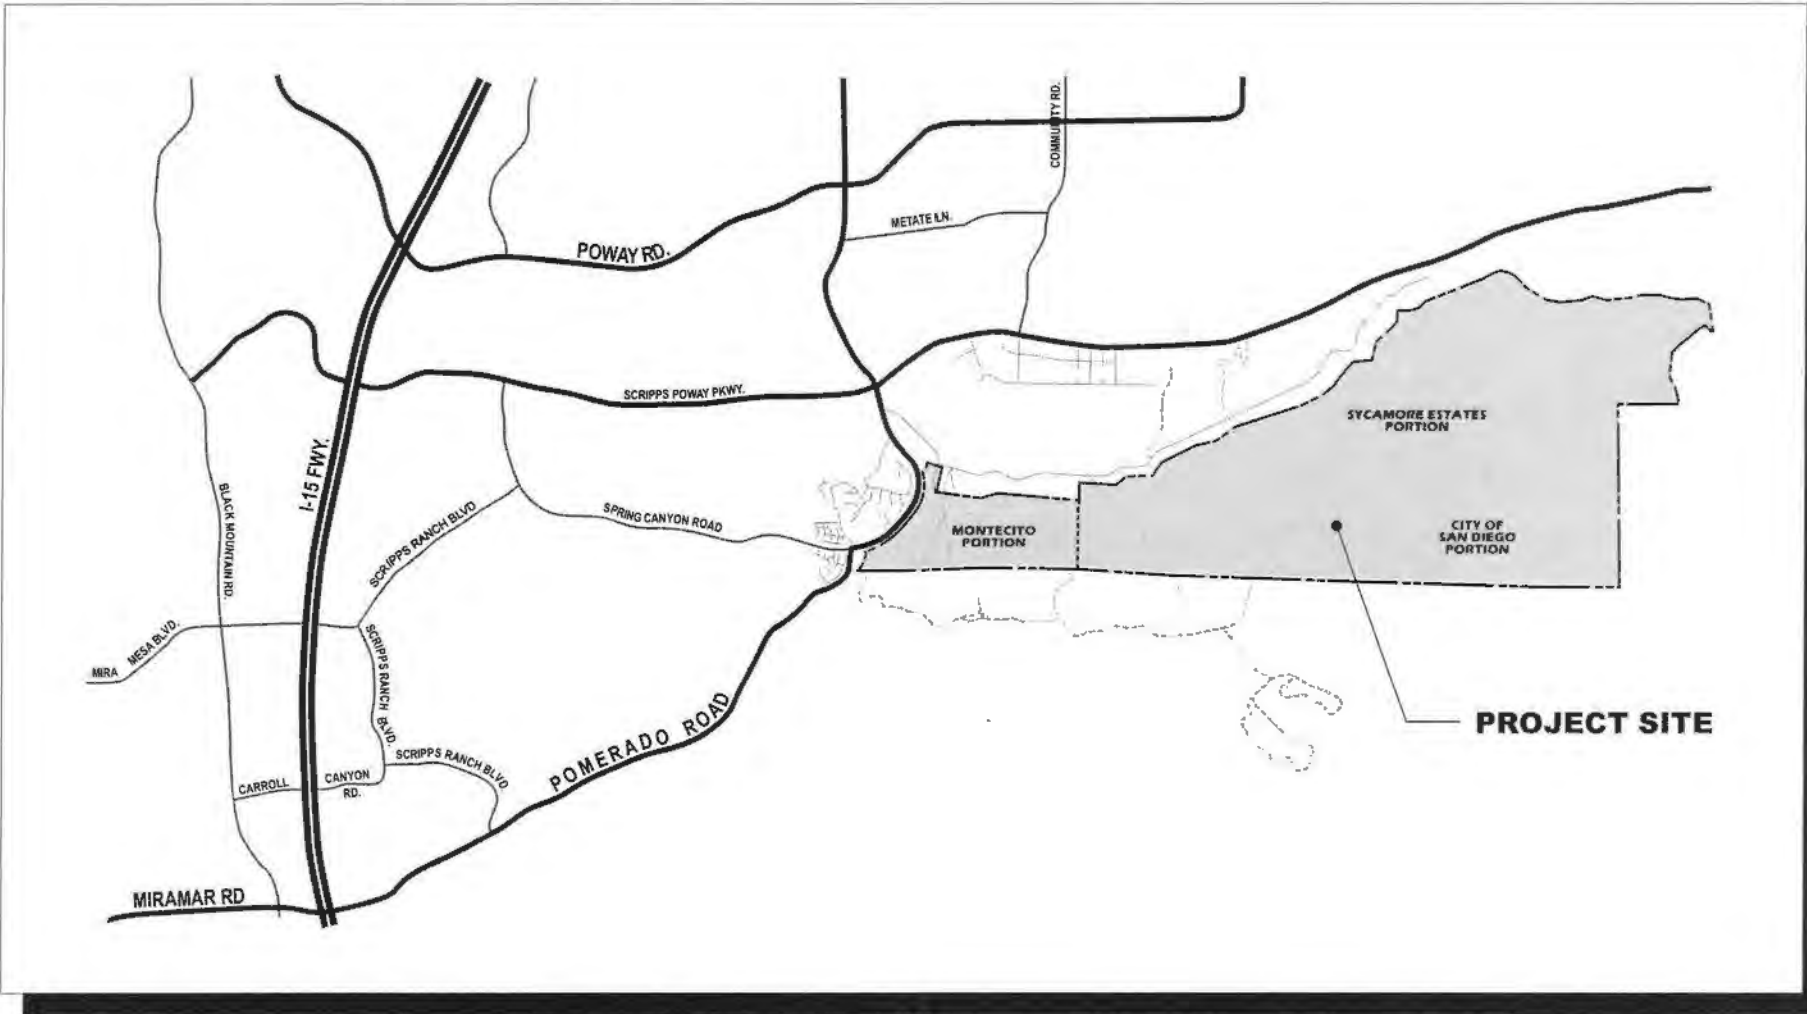 COMMUNITY RD.
METATE LN.
POWAY RD.
SCRIPPS POWAY PKWY.
SYCAMORE ESTATES
PORTION
I-15 FWY.
BLACK MOUNTAIN RD.
SCRIPPS RANCH BLVD
SPRING CANYON ROAD
MONTECITO
PORTION
CITY OF
SAN DIEGO
PORTION
MIRA MESA BLVD.
SCRIPPS RANCH BLVD.
PROJECT SITE
POMERADO ROAD
SCRIPPS RANCH BLVD
CARROLL CANYON
RD.
MIRAMAR RD